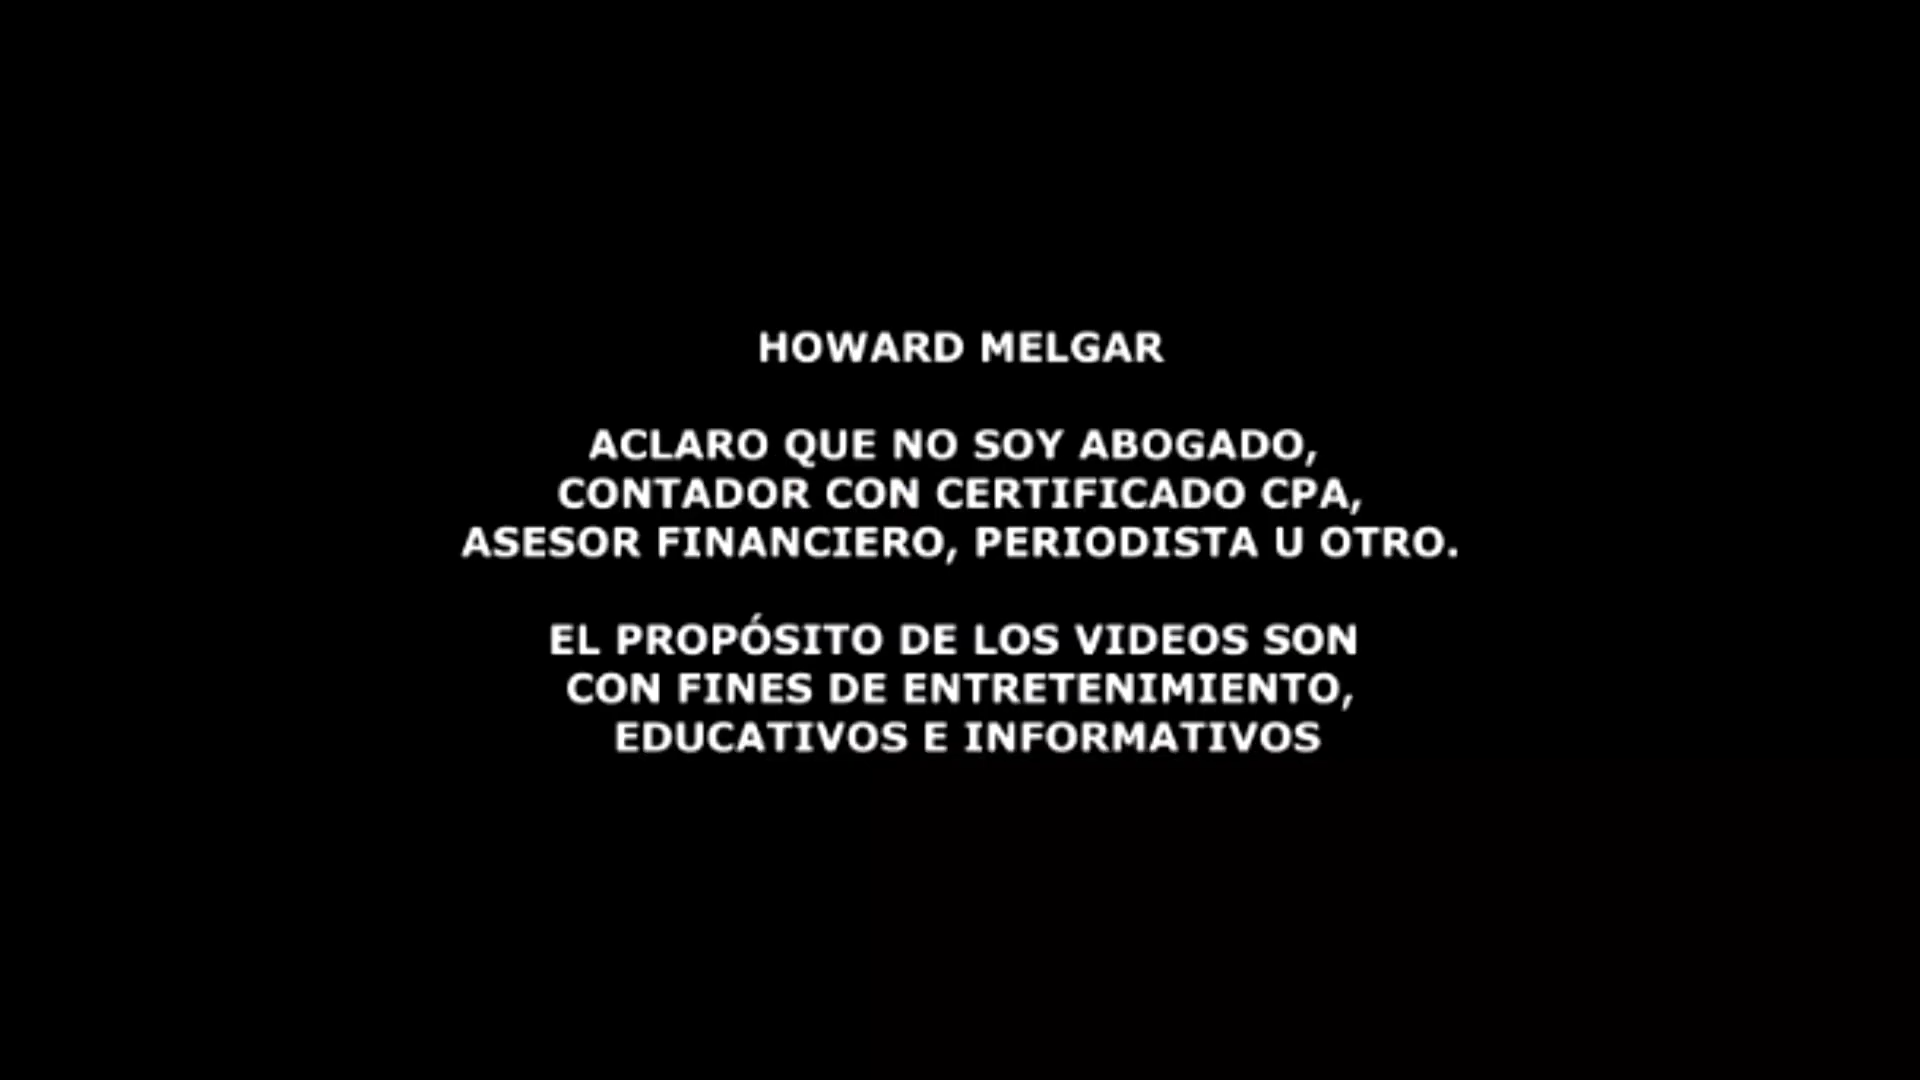 HOWARD MELGAR
ACLARO QUE NO SOY ABOGADO,
CONTADOR CON CERTIFICADO CPA,
ASESOR FINANCIERO, PERIODISTA U OTRO.
EL PROPÓSITO DE LOS VIDEOS SON
CON FINES DE ENTRETENIMIENTO,
EDUCATIVOS E INFORMATIVOS